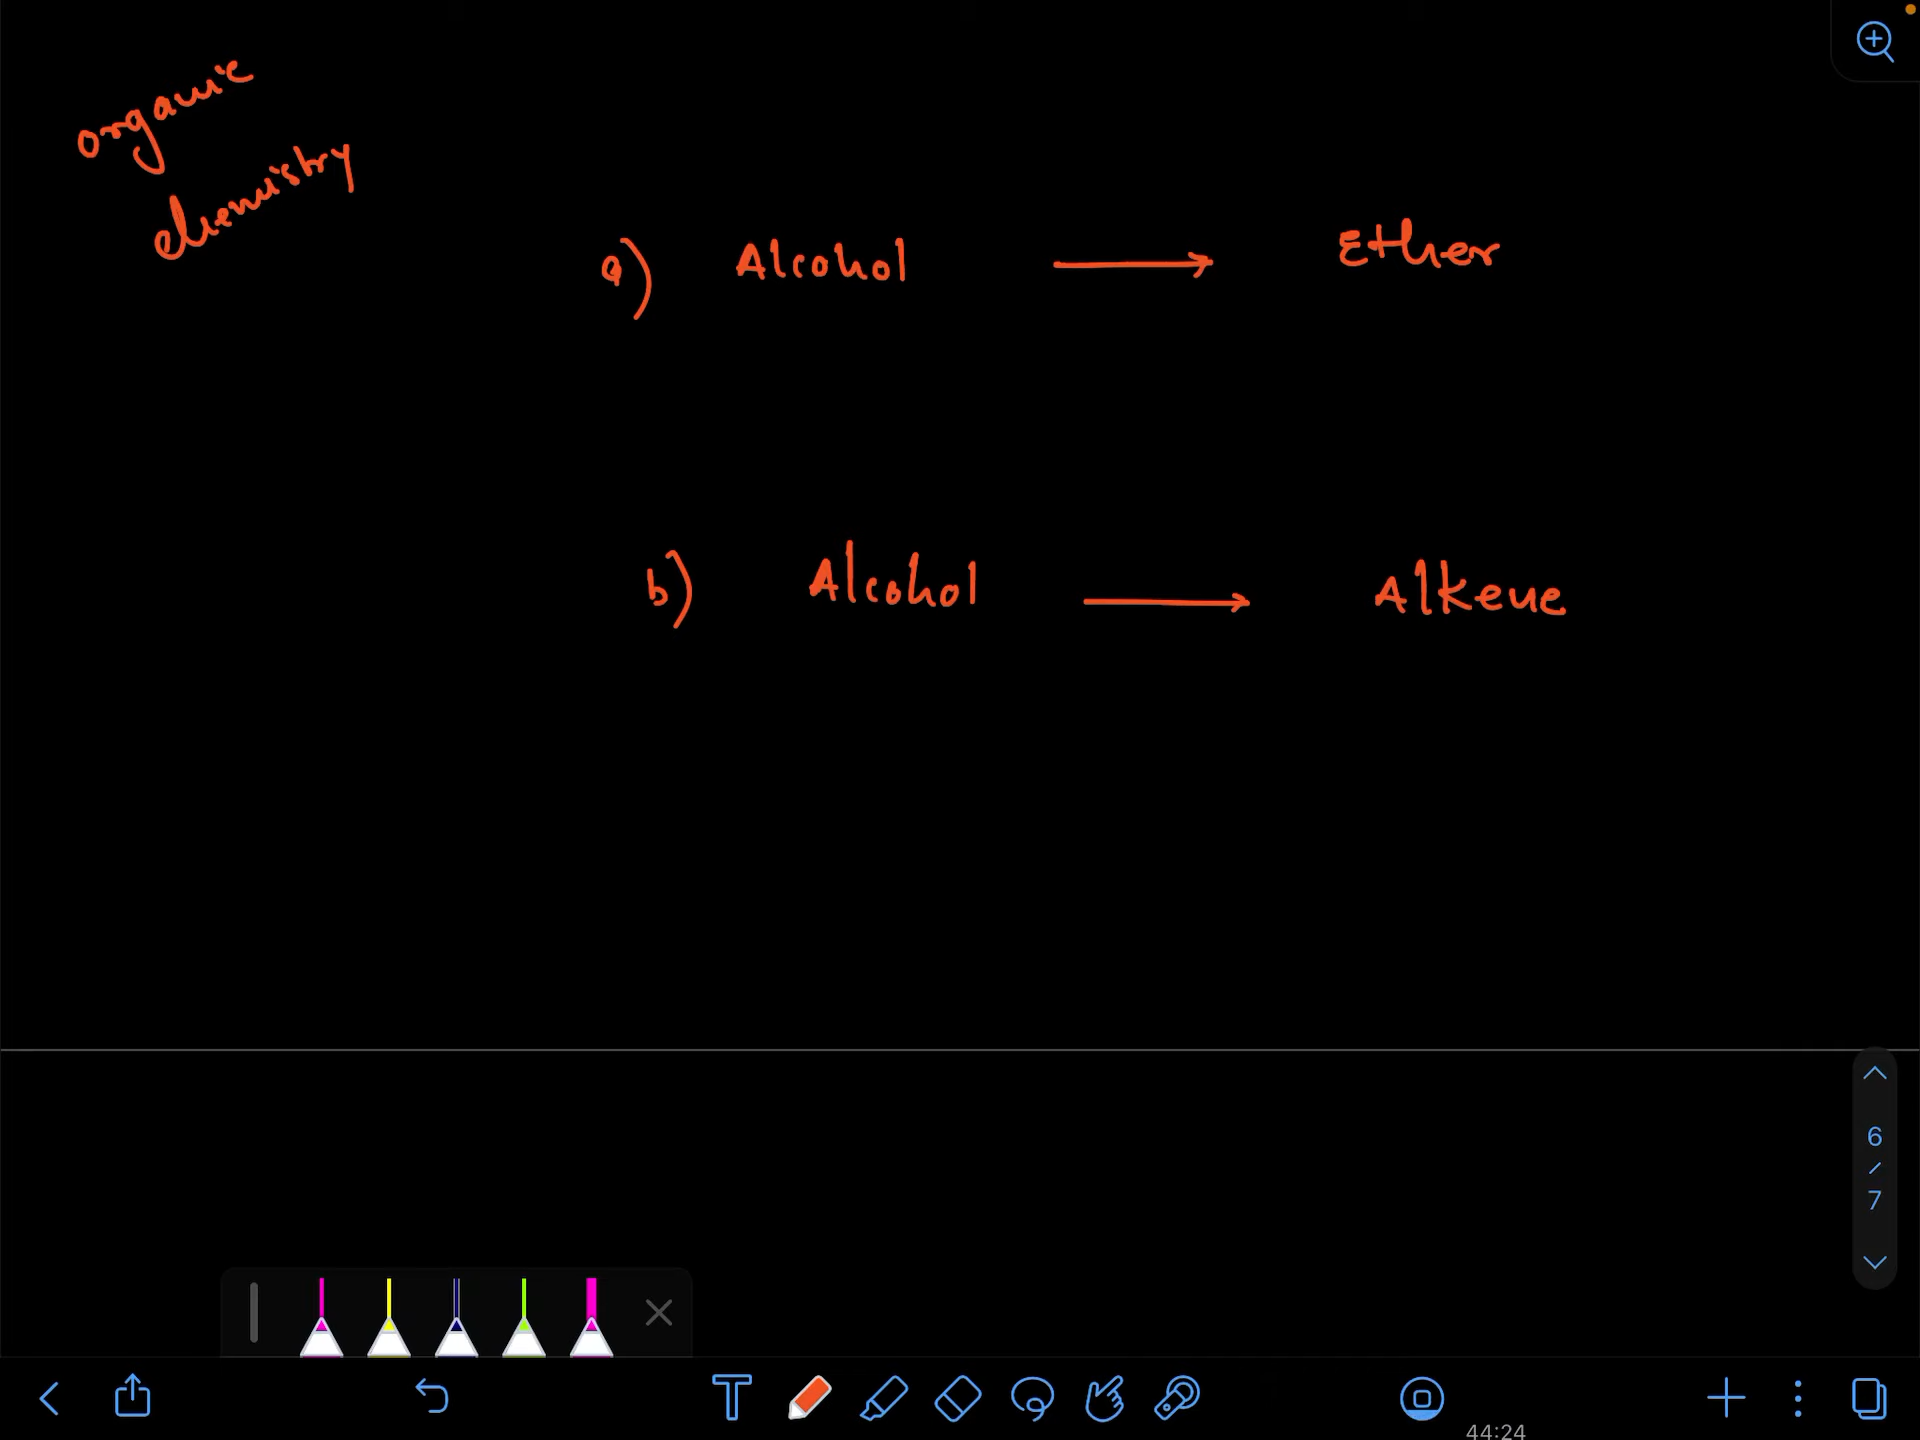 organic
chemistry
a) Alcohol → Ether
b) Alcohol → Alkene
6
/
7
44:24